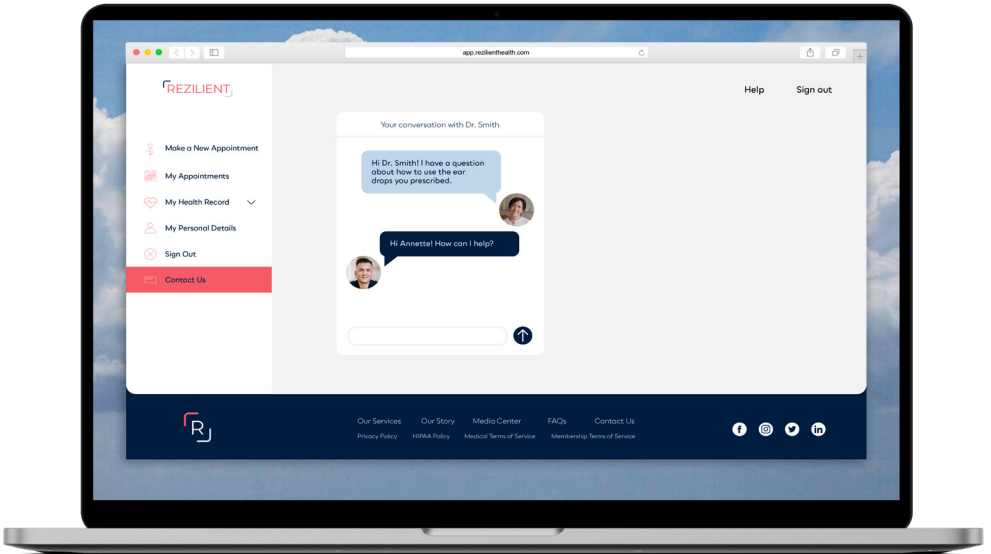 app.rezilienthealth.com
REZILIENT
Help Sign out
Make a New Appointment
My Appointments
My Health Record
My Personal Details
Sign Out
Contact Us
Your conversation with Dr. Smith
Hi Dr. Smith! I have a question
about how to use the ear
drops you prescribed.
Hi Annette! How can I help?
R
Our Services Our Story Media Center FAQs Contact Us
Privacy Policy HIPAA Policy Medical Terms of Service Membership Terms of Service
f in